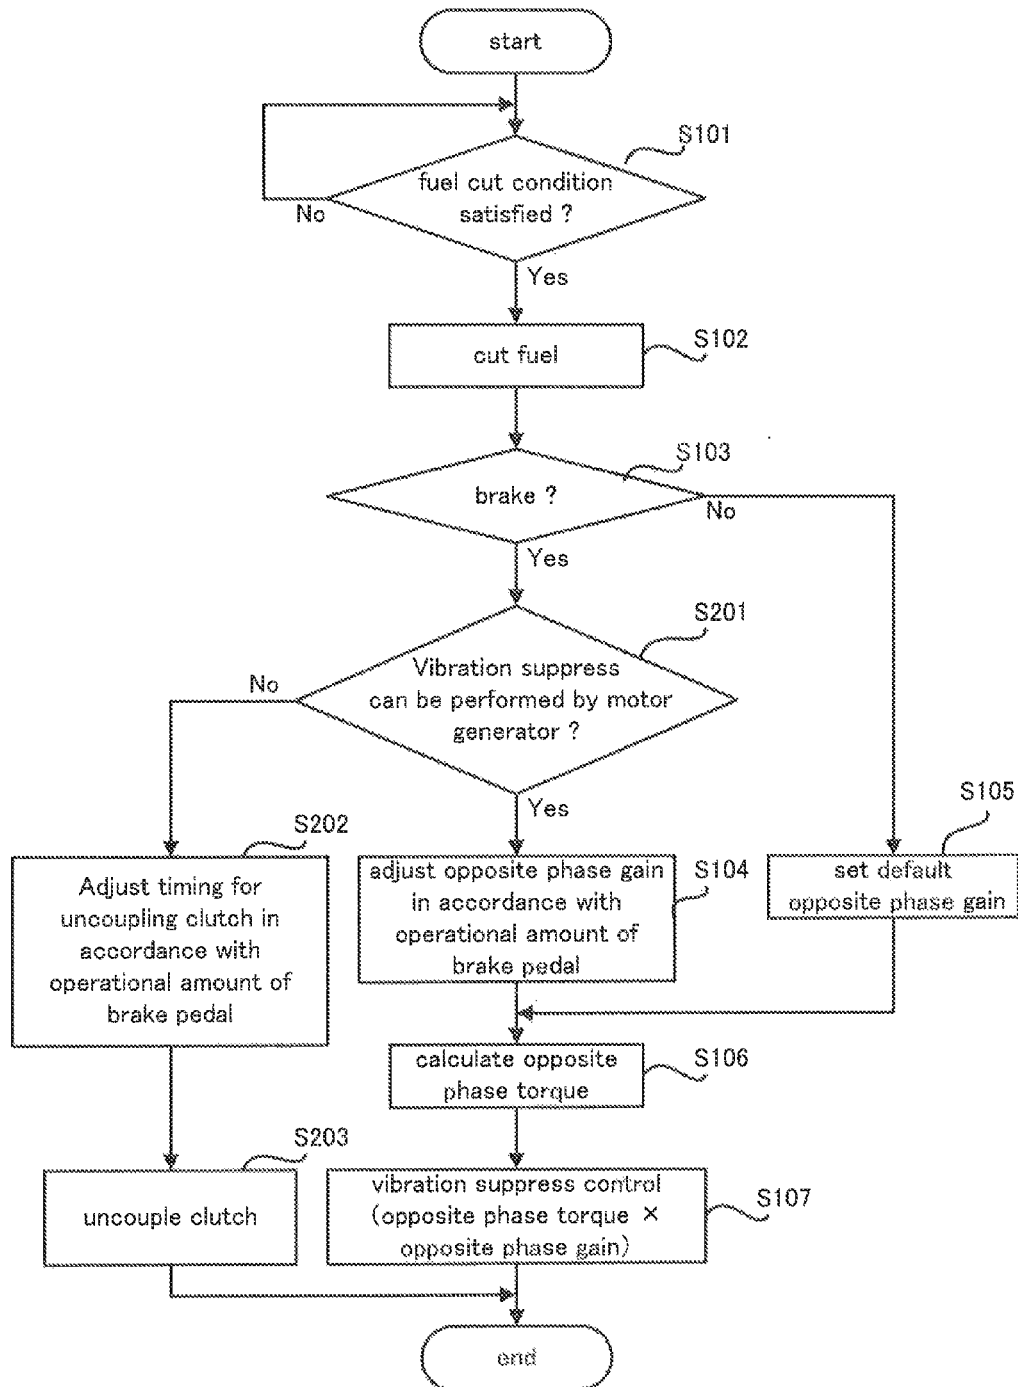 start
S101
fuel cut condition
satisfied ?
No
Yes
cut fuel
S102
S103
brake ?
No
Yes
S201
Vibration suppress
can be performed by motor
generator ?
No
Yes
S202
Adjust timing for
uncoupling clutch in
accordance with
operational amount of
brake pedal
S104
adjust opposite phase gain
in accordance with
operational amount of
brake pedal
S105
set default
opposite phase gain
S106
calculate opposite
phase torque
S203
uncouple clutch
S107
vibration suppress control
(opposite phase torque ×
opposite phase gain)
end